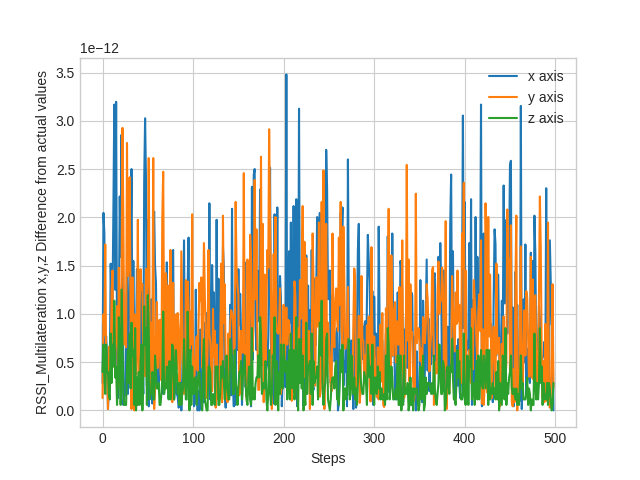 1e−12
3.5
3.0
2.5
2.0
1.5
1.0
0.5
0.0
RSSI_Multilateration x,y,z Difference from actual values
x axis
y axis
z axis
0
100
200
300
400
500
Steps